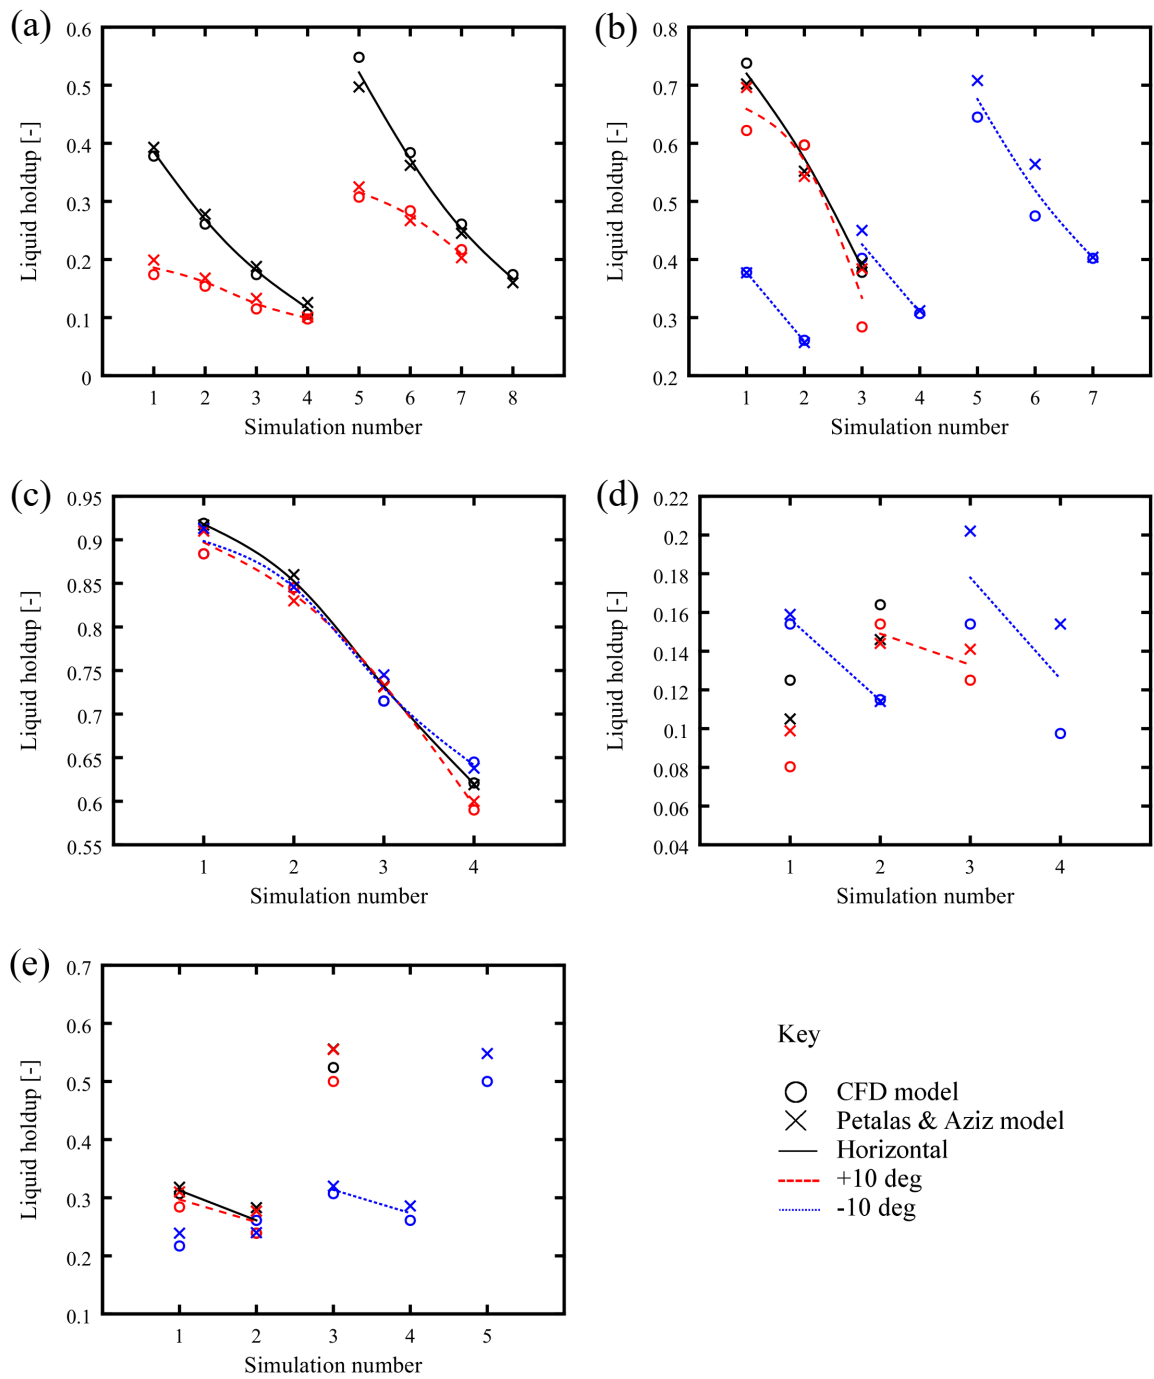 (a)
0.6
0.5
0.4
0.3
0.2
0.1
0
Liquid holdup [-]
1 2 3 4 5 6 7 8
Simulation number
(b)
0.8
0.7
0.6
0.5
0.4
0.3
0.2
Liquid holdup [-]
1 2 3 4 5 6 7
Simulation number
(c)
0.95
0.9
0.85
0.8
0.75
0.7
0.65
0.6
0.55
Liquid holdup [-]
1 2 3 4
Simulation number
(d)
0.22
0.2
0.18
0.16
0.14
0.12
0.1
0.08
0.06
0.04
Liquid holdup [-]
1 2 3 4
Simulation number
(e)
0.7
0.6
0.5
0.4
0.3
0.2
0.1
Liquid holdup [-]
1 2 3 4 5
Simulation number
Key
CFD model
Petalas & Aziz model
Horizontal
+10 deg
-10 deg